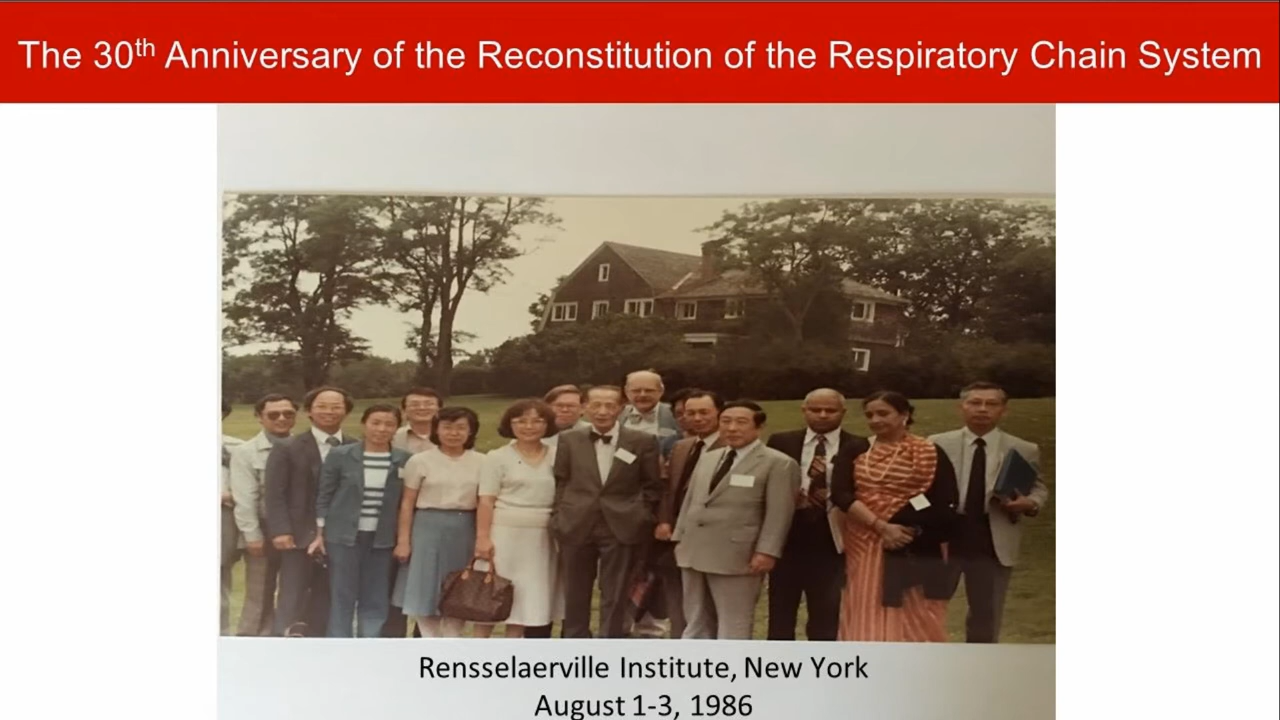 The 30th Anniversary of the Reconstitution of the Respiratory Chain System
Rensselaerville Institute, New York
August 1-3, 1986